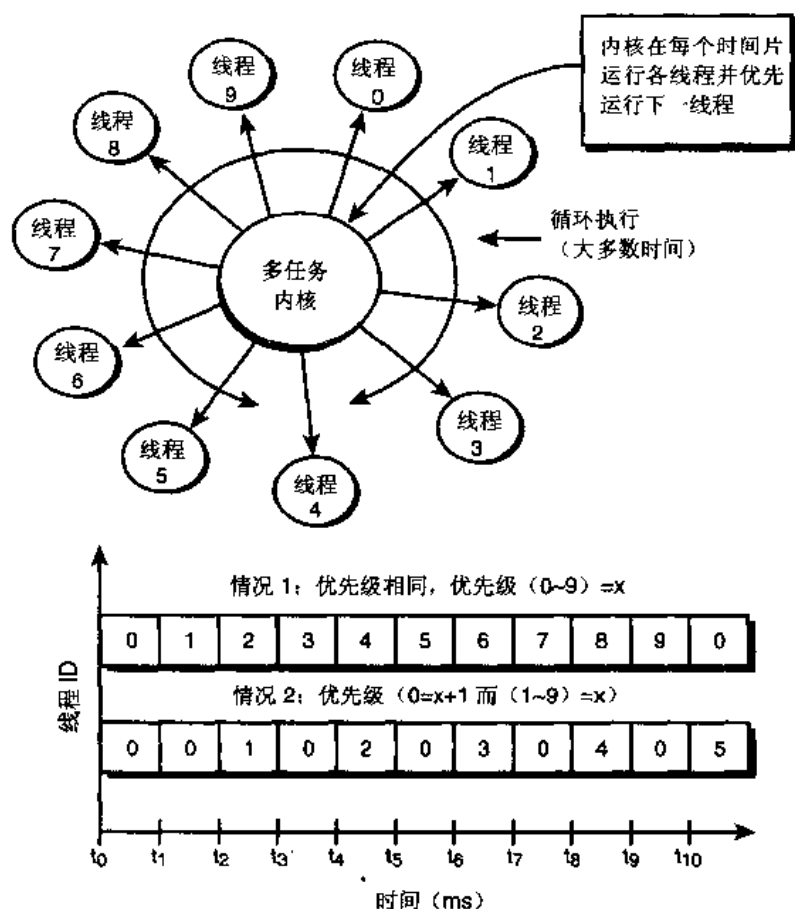 线程
9
线程
0
线程
8
线程
1
线程
7
线程
2
线程
6
线程
3
线程
5
线程
4
多任务
内核
内核在每个时间片
运行各线程并优先
运行下一线程
循环执行
（大多数时间）
情况 1：优先级相同，优先级（0~9）=x
0 1 2 3 4 5 6 7 8 9 0
情况 2：优先级（0=x+1 而（1~9）=x）
0 0 1 0 2 0 3 0 4 0 5
线程 ID
t0 t1 t2 t3 t4 t5 t6 t7 t8 t9 t10
时间（ms）